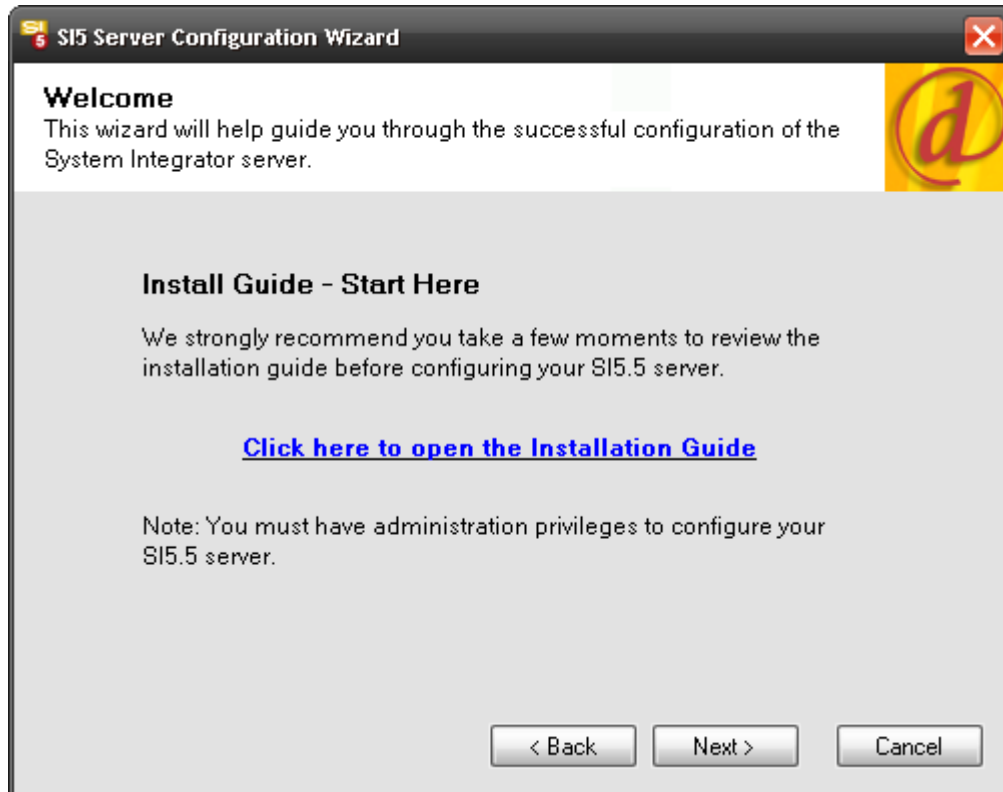 SI 5
SI5 Server Configuration Wizard
Welcome
This wizard will help guide you through the successful configuration of the
System Integrator server.
d
Install Guide - Start Here
We strongly recommend you take a few moments to review the
installation guide before configuring your SI5.5 server.
Click here to open the Installation Guide
Note: You must have administration privileges to configure your
SI5.5 server.
< Back
Next >
Cancel